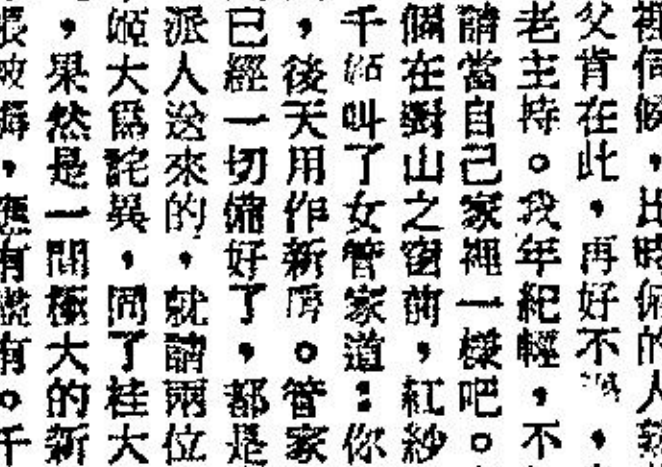 裡伺候，比時俯的人
父肯在此，再好不過，
老主持。我年紀輕，不
請當自己家裡一樣吧。
個在對山之窗前，紅紗
千姬叫了女管家道：你
，後天用作新房。管家
已經一切備好了，都是
派人送來的，就請兩位
姬大爲詫異，問了桂大
，果然是一間極大的新
被褥，應有盡有。千